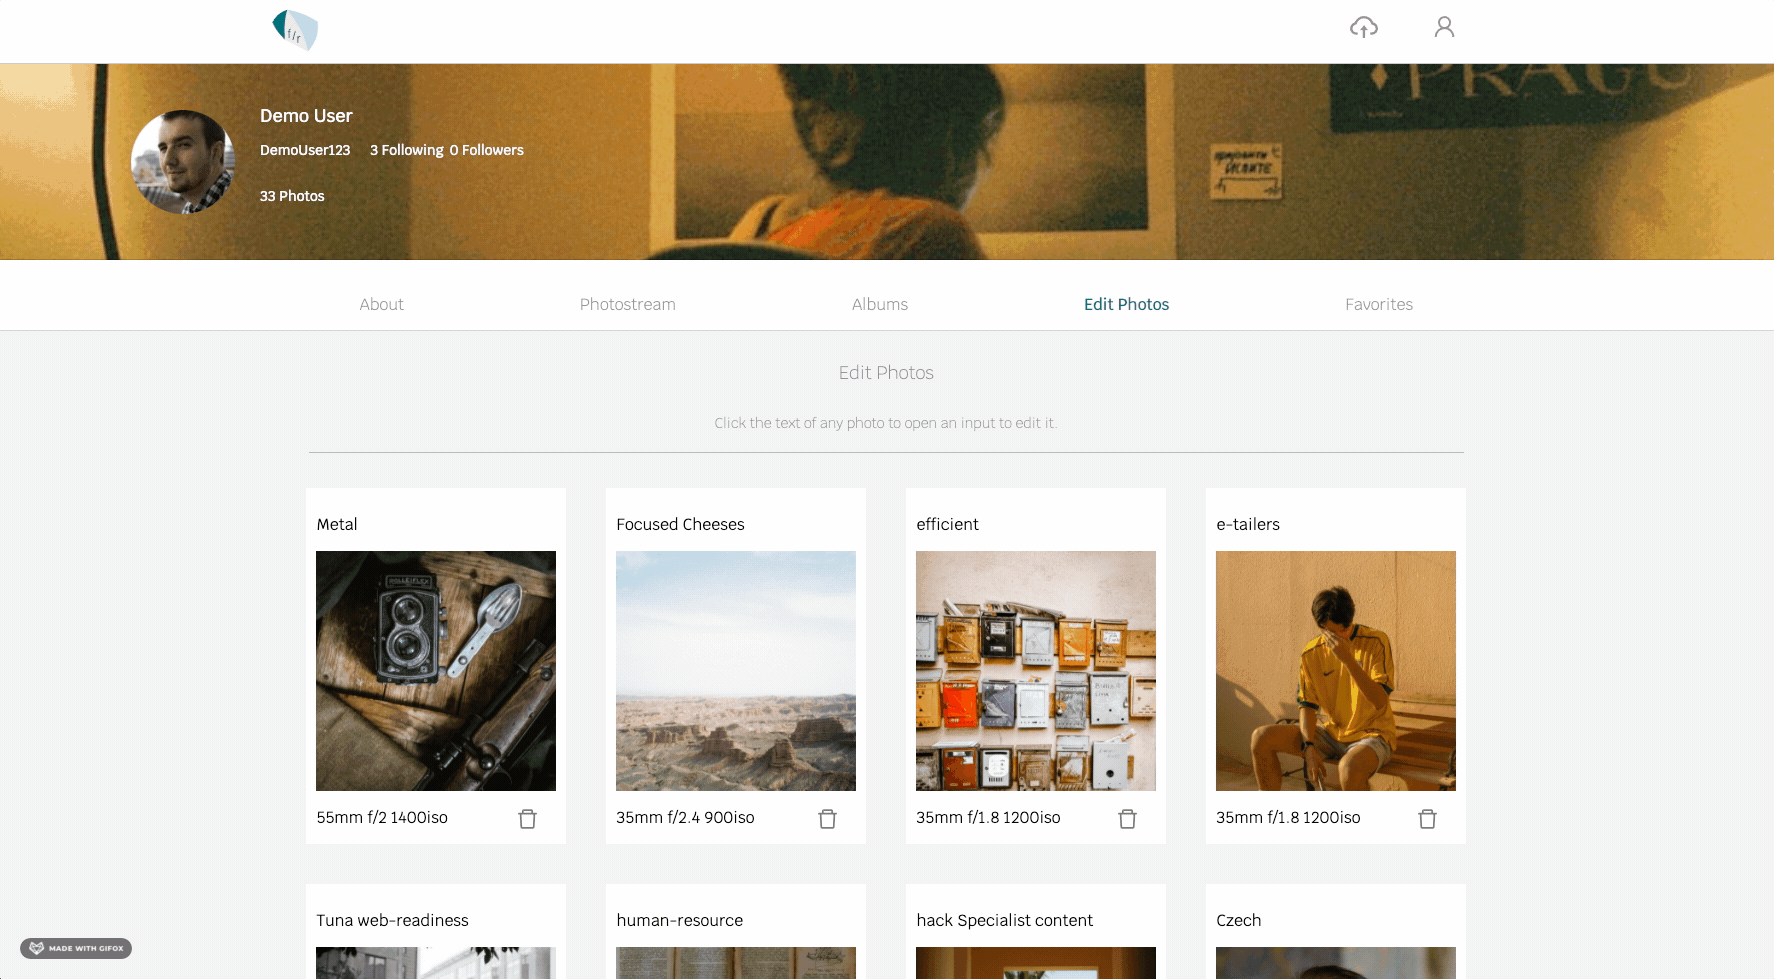 f/r
PRAGU
Demo User
DemoUser123 3 Following 0 Followers
33 Photos
About Photostream Albums Edit Photos Favorites
Edit Photos
Click the text of any photo to open an input to edit it.
Metal Focused Cheeses efficient e-tailers
ROLLEIFLEX
55mm f/2 1400iso 35mm f/2.4 900iso 35mm f/1.8 1200iso 35mm f/1.8 1200iso
Tuna web-readiness human-resource hack Specialist content Czech
MADE WITH GIFOX